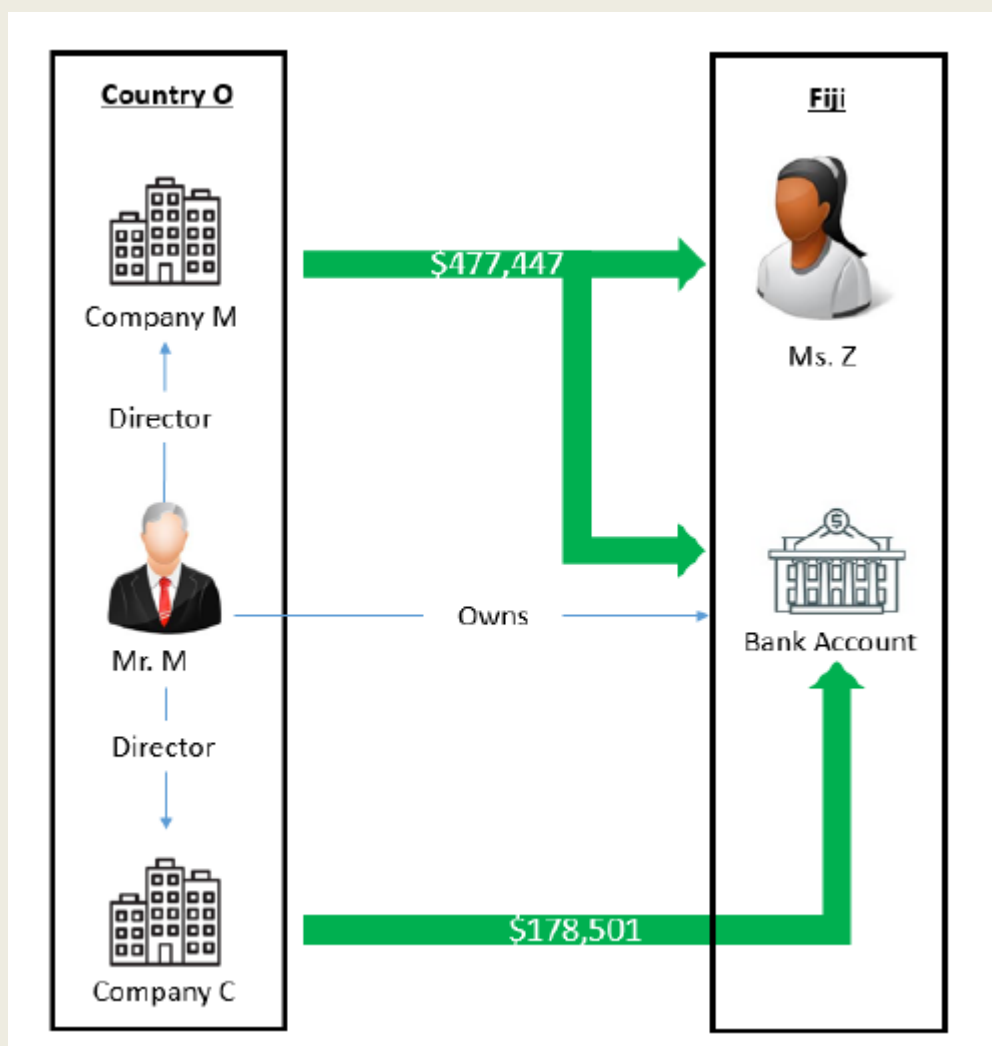 Country O
Fiji
Company M
$477,447
Ms. Z
Director
Mr. M
Owns
Bank Account
Director
Company C
$178,501
$